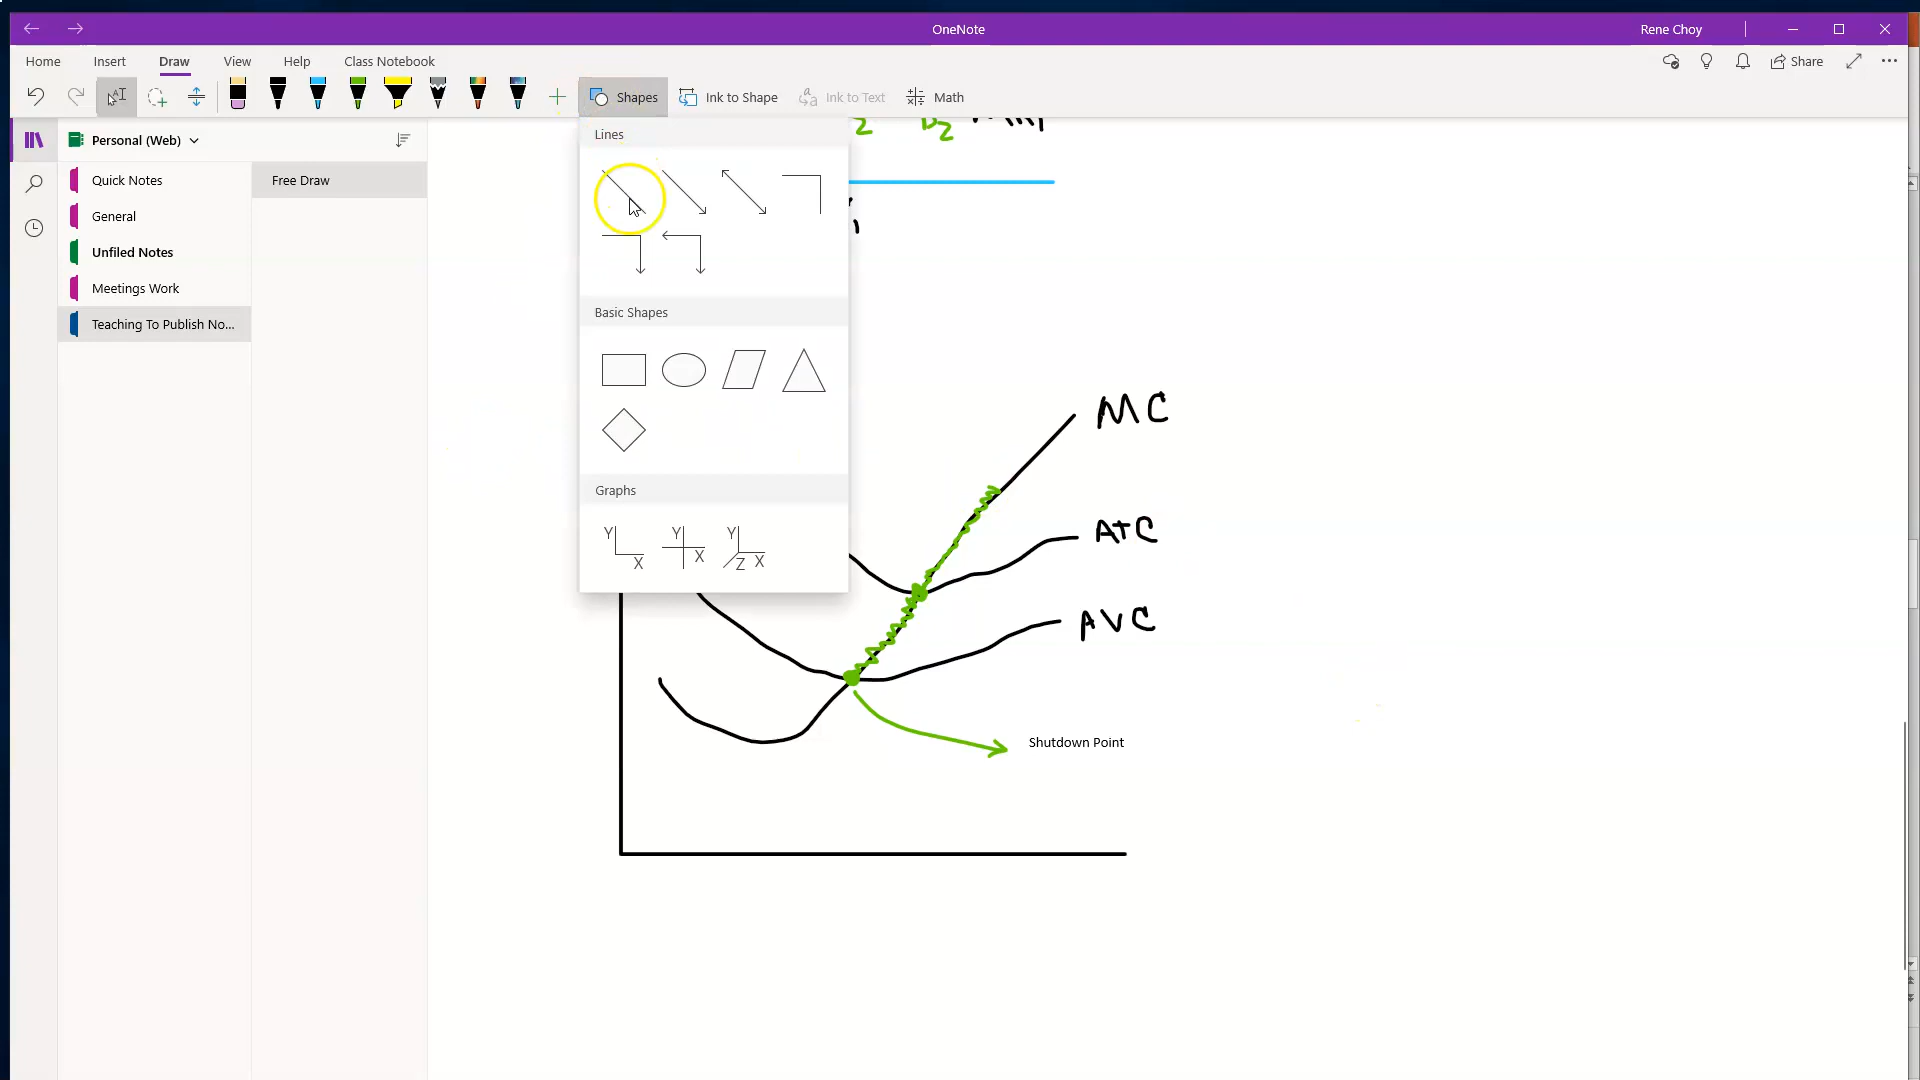 OneNote
Rene Choy
Home Insert Draw View Help Class Notebook
Share
Shapes Ink to Shape Ink to Text Math
Personal (Web)
Quick Notes
General
Unfiled Notes
Meetings Work
Teaching To Publish No...
Free Draw
Lines
Basic Shapes
Graphs
Y X
Y X
Y Z X
MC
ATC
AVC
Shutdown Point